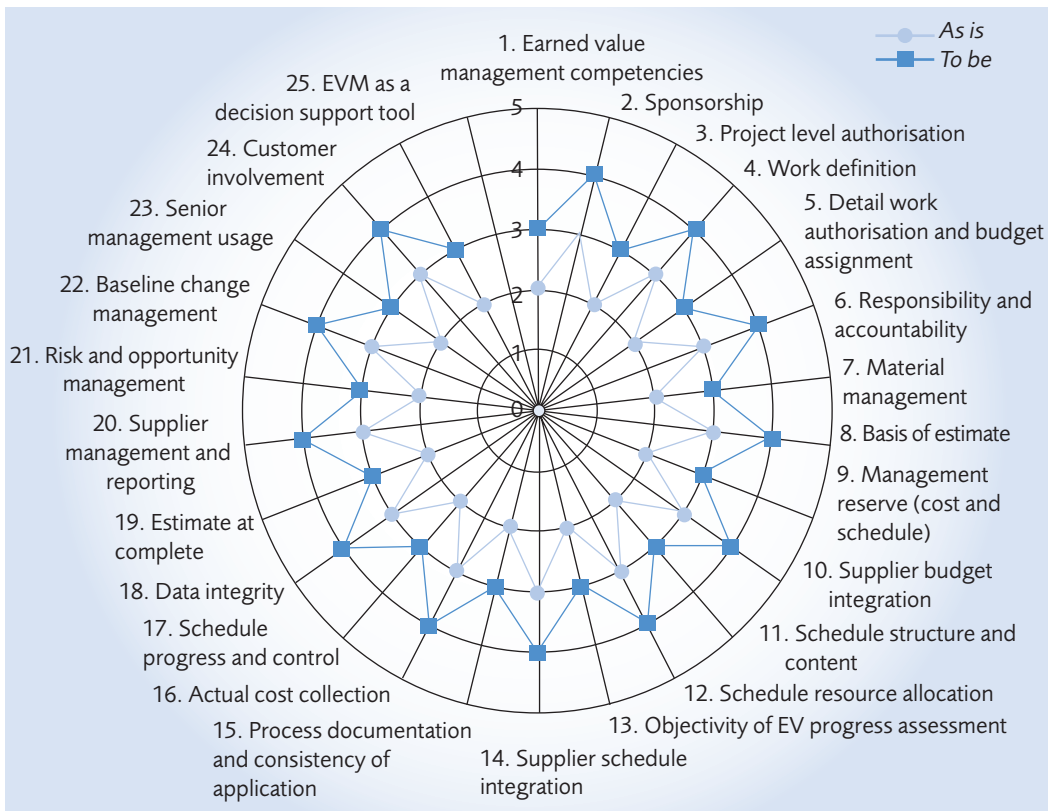 As is
To be
1. Earned value
management competencies
2. Sponsorship
3. Project level authorisation
4. Work definition
5. Detail work
authorisation and budget
assignment
6. Responsibility and
accountability
7. Material
management
8. Basis of estimate
9. Management
reserve (cost and
schedule)
10. Supplier budget
integration
11. Schedule structure and
content
12. Schedule resource allocation
13. Objectivity of EV progress assessment
14. Supplier schedule
integration
15. Process documentation
and consistency of
application
16. Actual cost collection
17. Schedule
progress and control
18. Data integrity
19. Estimate at
complete
20. Supplier
management and
reporting
21. Risk and opportunity
management
22. Baseline change
management
23. Senior
management usage
24. Customer
involvement
25. EVM as a
decision support tool
5
4
3
2
1
0